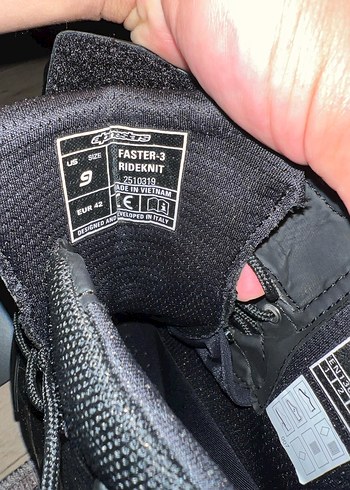 alpinestars
US SIZE
9
EUR 42
FASTER-3
RIDEKNIT
2510319
MADE IN VIETNAM
CE
DESIGNED AND DEVELOPED IN ITALY